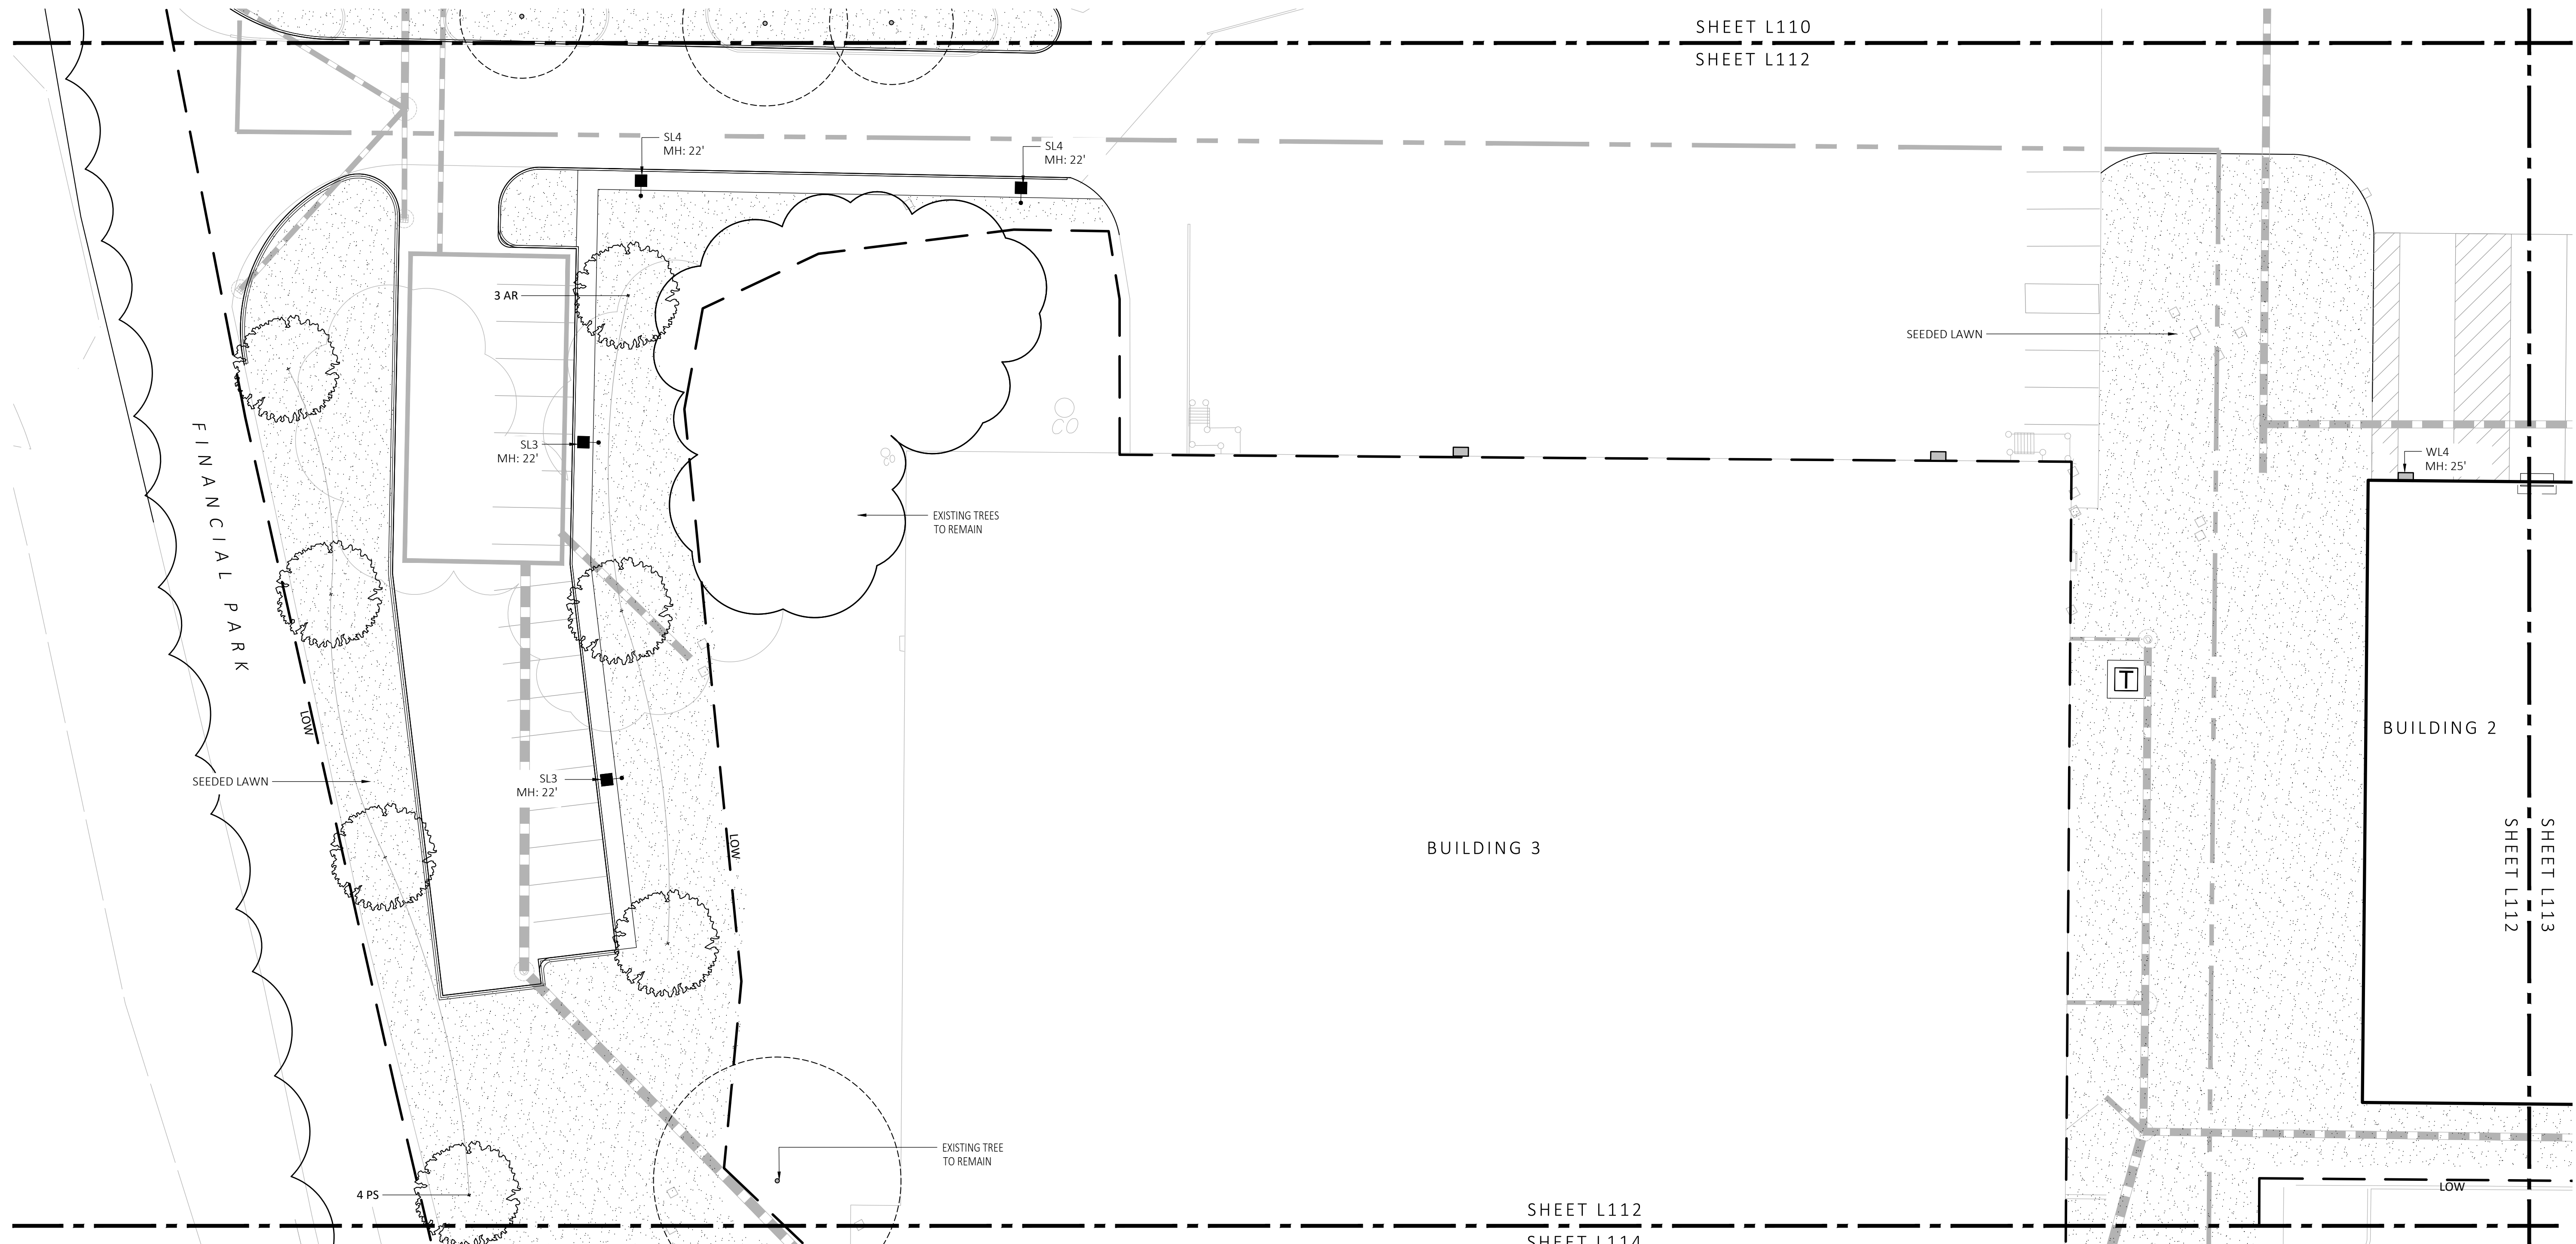 SHEET L110
SHEET L112
SL4
MH: 22'
SL4
MH: 22'
3 AR
SEEDED LAWN
FINANCIAL PARK
SL3
MH: 22'
WL4
MH: 25'
EXISTING TREES
TO REMAIN
T
LOW
BUILDING 2
SEEDED LAWN
SL3
MH: 22'
LOW
BUILDING 3
SHEET L112
SHEET L113
EXISTING TREE
TO REMAIN
4 PS
LOW
SHEET L112
SHEET L114